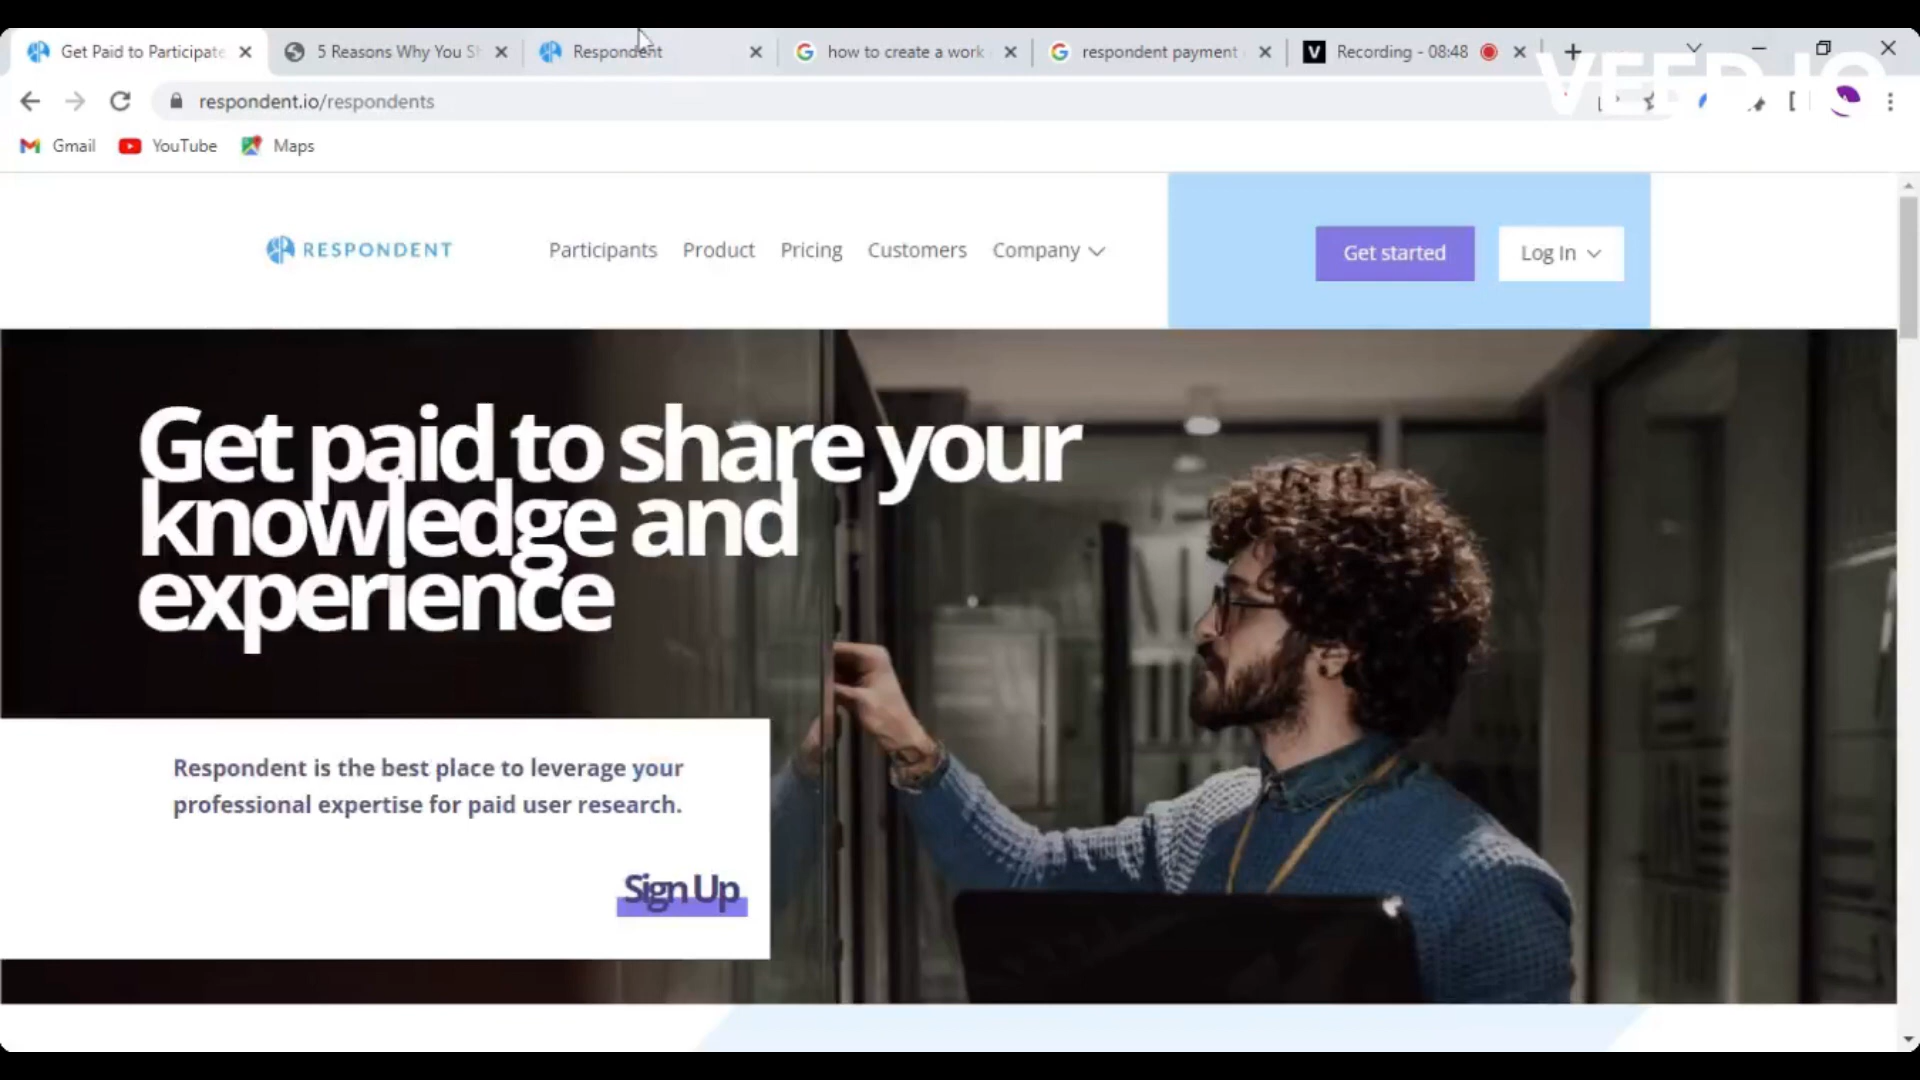 Get Paid to Participate
5 Reasons Why You S
Respondent
how to create a work
respondent payment
Recording - 08:48
VEED.IO
respondent.io/respondents
Gmail
YouTube
Maps
RESPONDENT
Participants
Product
Pricing
Customers
Company
Get started
Log In
Get paid to share your
knowledge and
experience
Respondent is the best place to leverage your
professional expertise for paid user research.
Sign Up